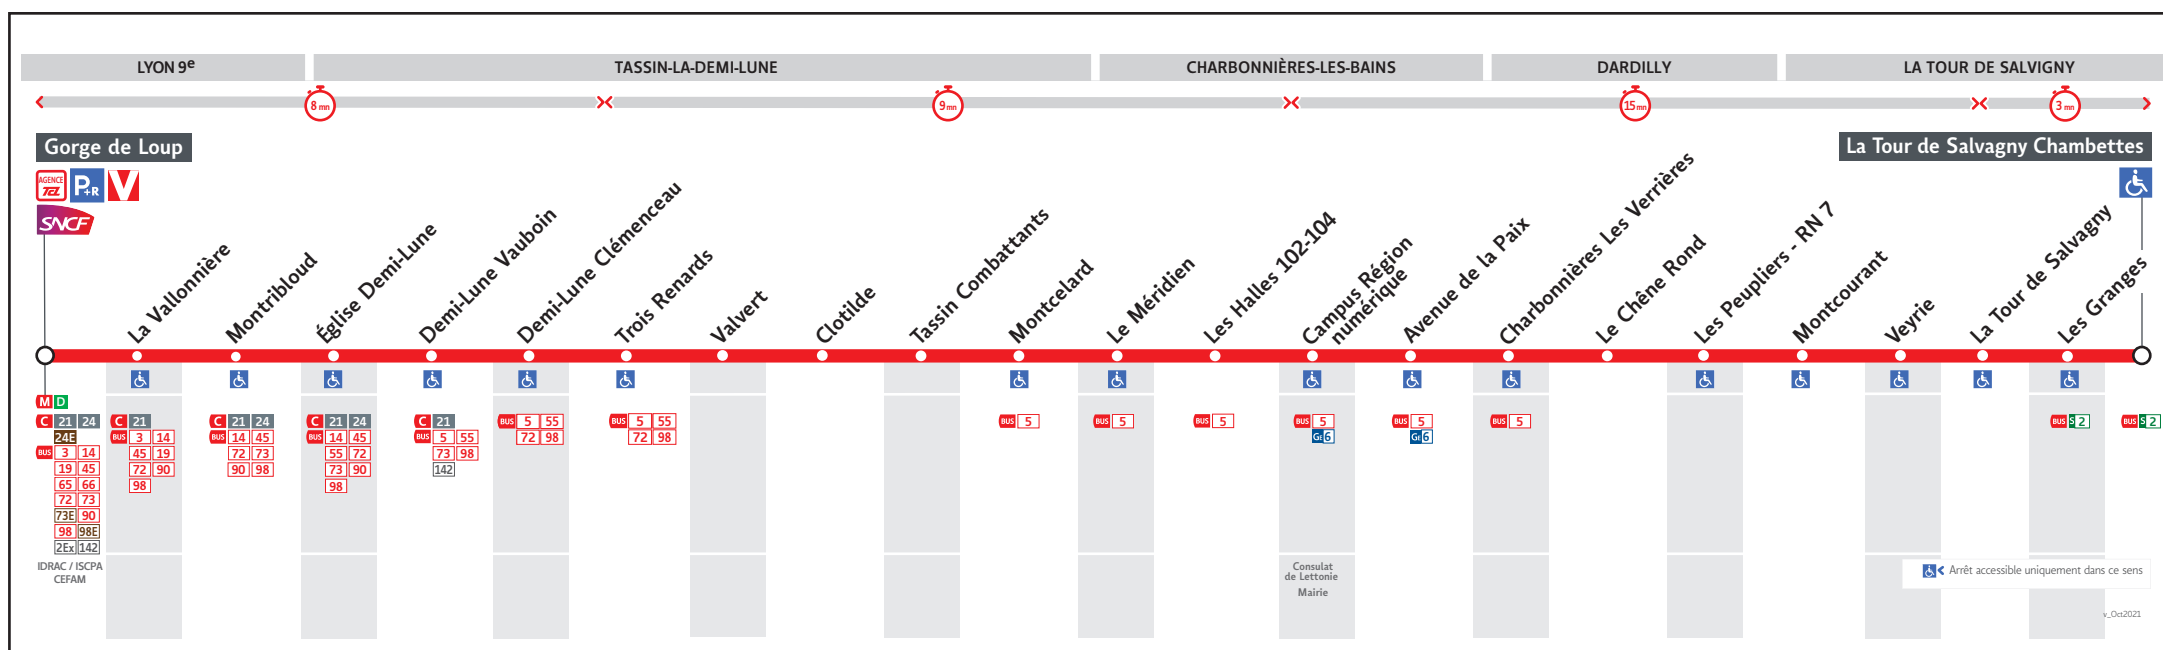 LYON 9e
TASSIN-LA-DEMI-LUNE
CHARBONNIÈRES-LES-BAINS
DARDILLY
LA TOUR DE SALVIGNY
8 mn
9 mn
15 mn
3 mn
Gorge de Loup
La Tour de Salvagny Chambettes
AGENCE
TCL
P+R
V
SNCF
La Vallonnière
Montribloud
Église Demi-Lune
Demi-Lune Vauboin
Demi-Lune Clémenceau
Trois Renards
Valvert
Clotilde
Tassin Combattants
Montcelard
Le Méridien
Les Halles 102-104
Campus Région
numérique
Avenue de la Paix
Charbonnières Les Verrières
Le Chêne Rond
Les Peupliers - RN 7
Montcourant
Veyrie
La Tour de Salvagny
Les Granges
M D
C 21 24
24E
BUS 3 14
19 45
65 66
72 73
73E 90
98 98E
2Ex 142
IDRAC / ISCPA
CEFAM
C 21
BUS 3 14
45 19
72 90
98
C 21 24
BUS 14 45
72 73
90 98
C 21 24
BUS 14 45
55 72
73 90
98
C 21
BUS 5 55
73 98
142
BUS 5 55
72 98
BUS 5 55
72 98
BUS 5
BUS 5
BUS 5
BUS 5
GE 6
Consulat
de Lettonie
Mairie
BUS 5
GE 6
BUS 5
BUS S 2
BUS S 2
Arrêt accessible uniquement dans ce sens
v_Oct2021